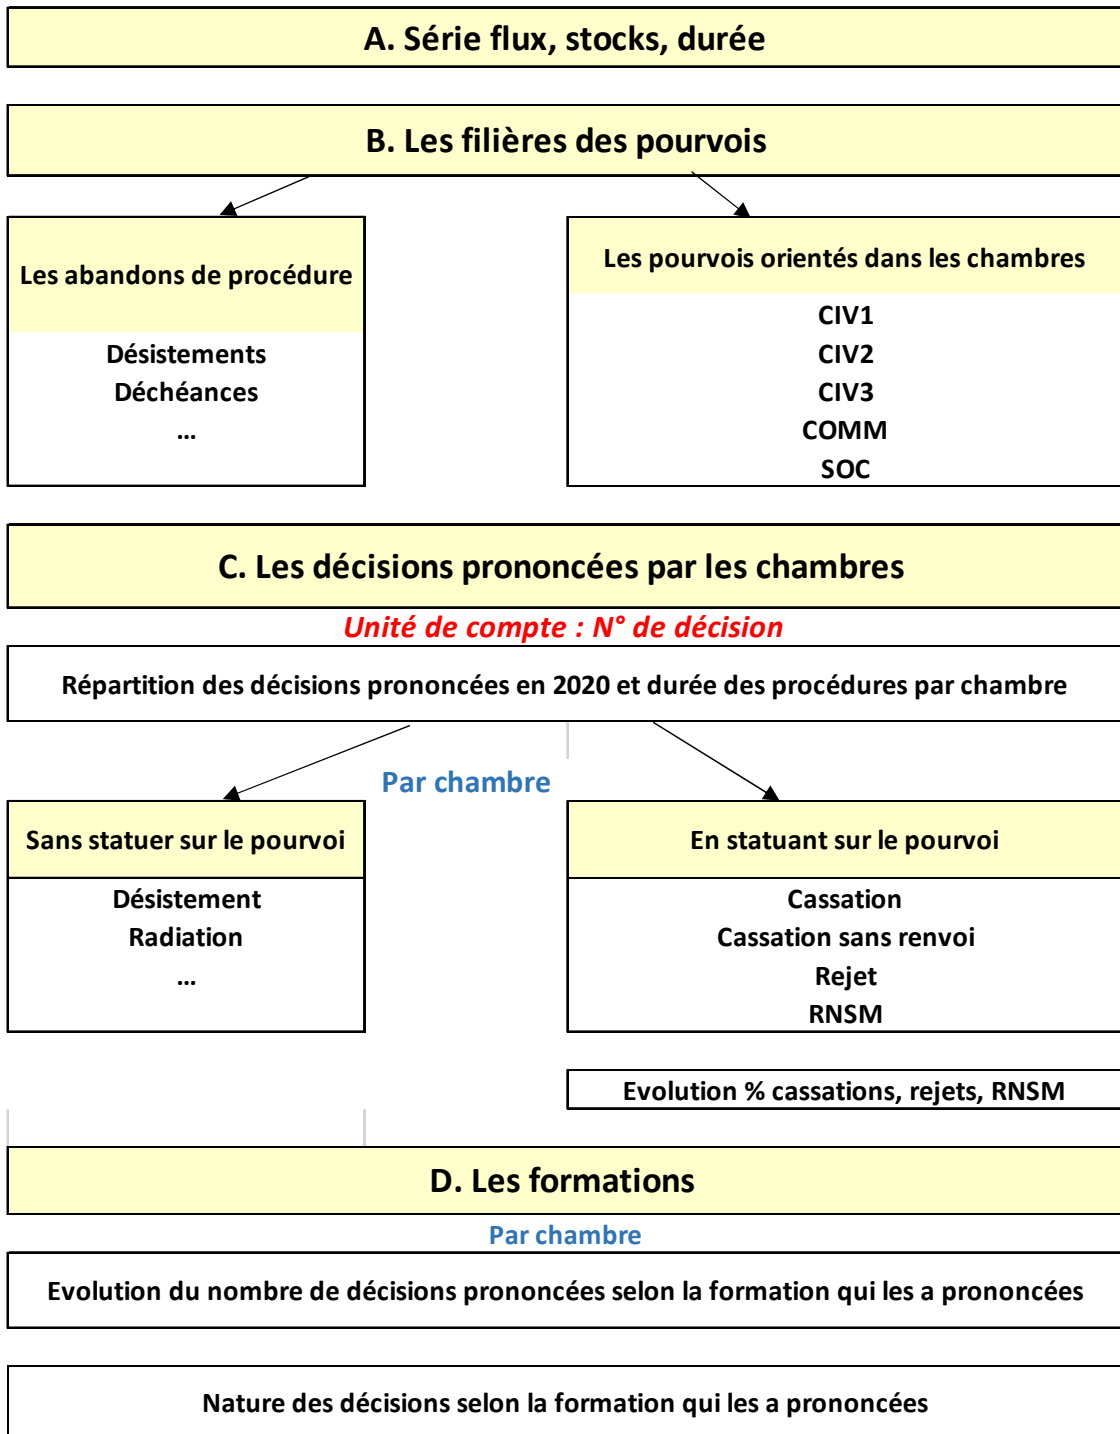 A. Série flux, stocks, durée
B. Les filières des pourvois
Les abandons de procédure
Désistements
Déchéances
...
Les pourvois orientés dans les chambres
CIV1
CIV2
CIV3
COMM
SOC
C. Les décisions prononcées par les chambres
Unité de compte : N° de décision
Répartition des décisions prononcées en 2020 et durée des procédures par chambre
Par chambre
Sans statuer sur le pourvoi
Désistement
Radiation
...
En statuant sur le pourvoi
Cassation
Cassation sans renvoi
Rejet
RNSM
Evolution % cassations, rejets, RNSM
D. Les formations
Par chambre
Evolution du nombre de décisions prononcées selon la formation qui les a prononcées
Nature des décisions selon la formation qui les a prononcées